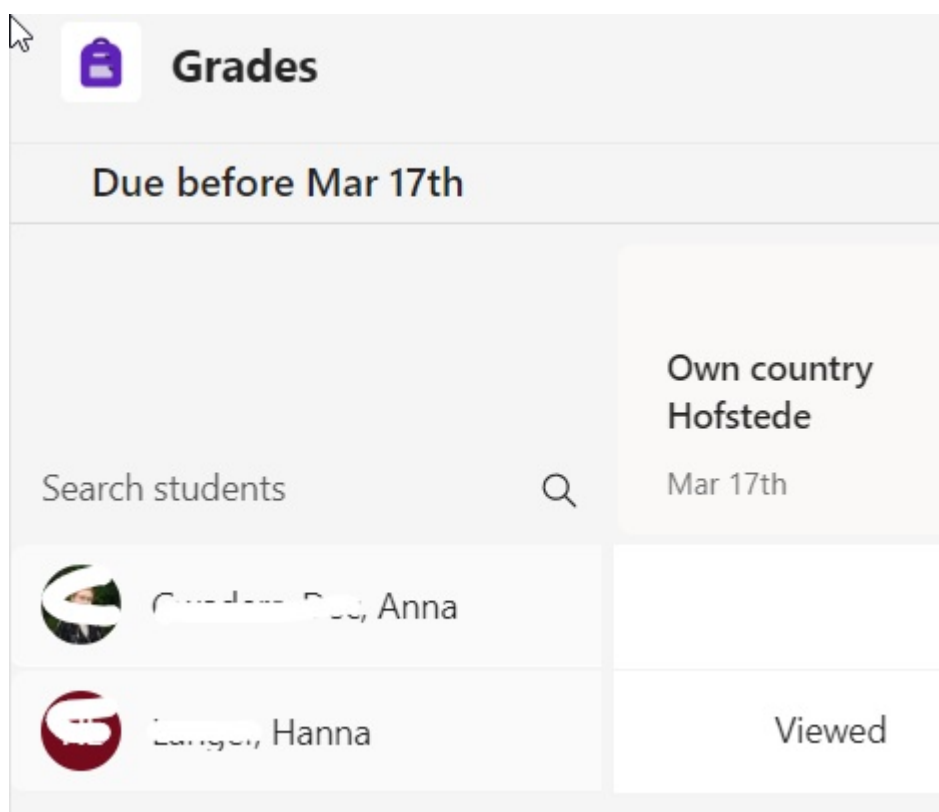 Grades
Due before Mar 17th
Own country
Hofstede
Search students
Mar 17th
, Anna
, Hanna
Viewed